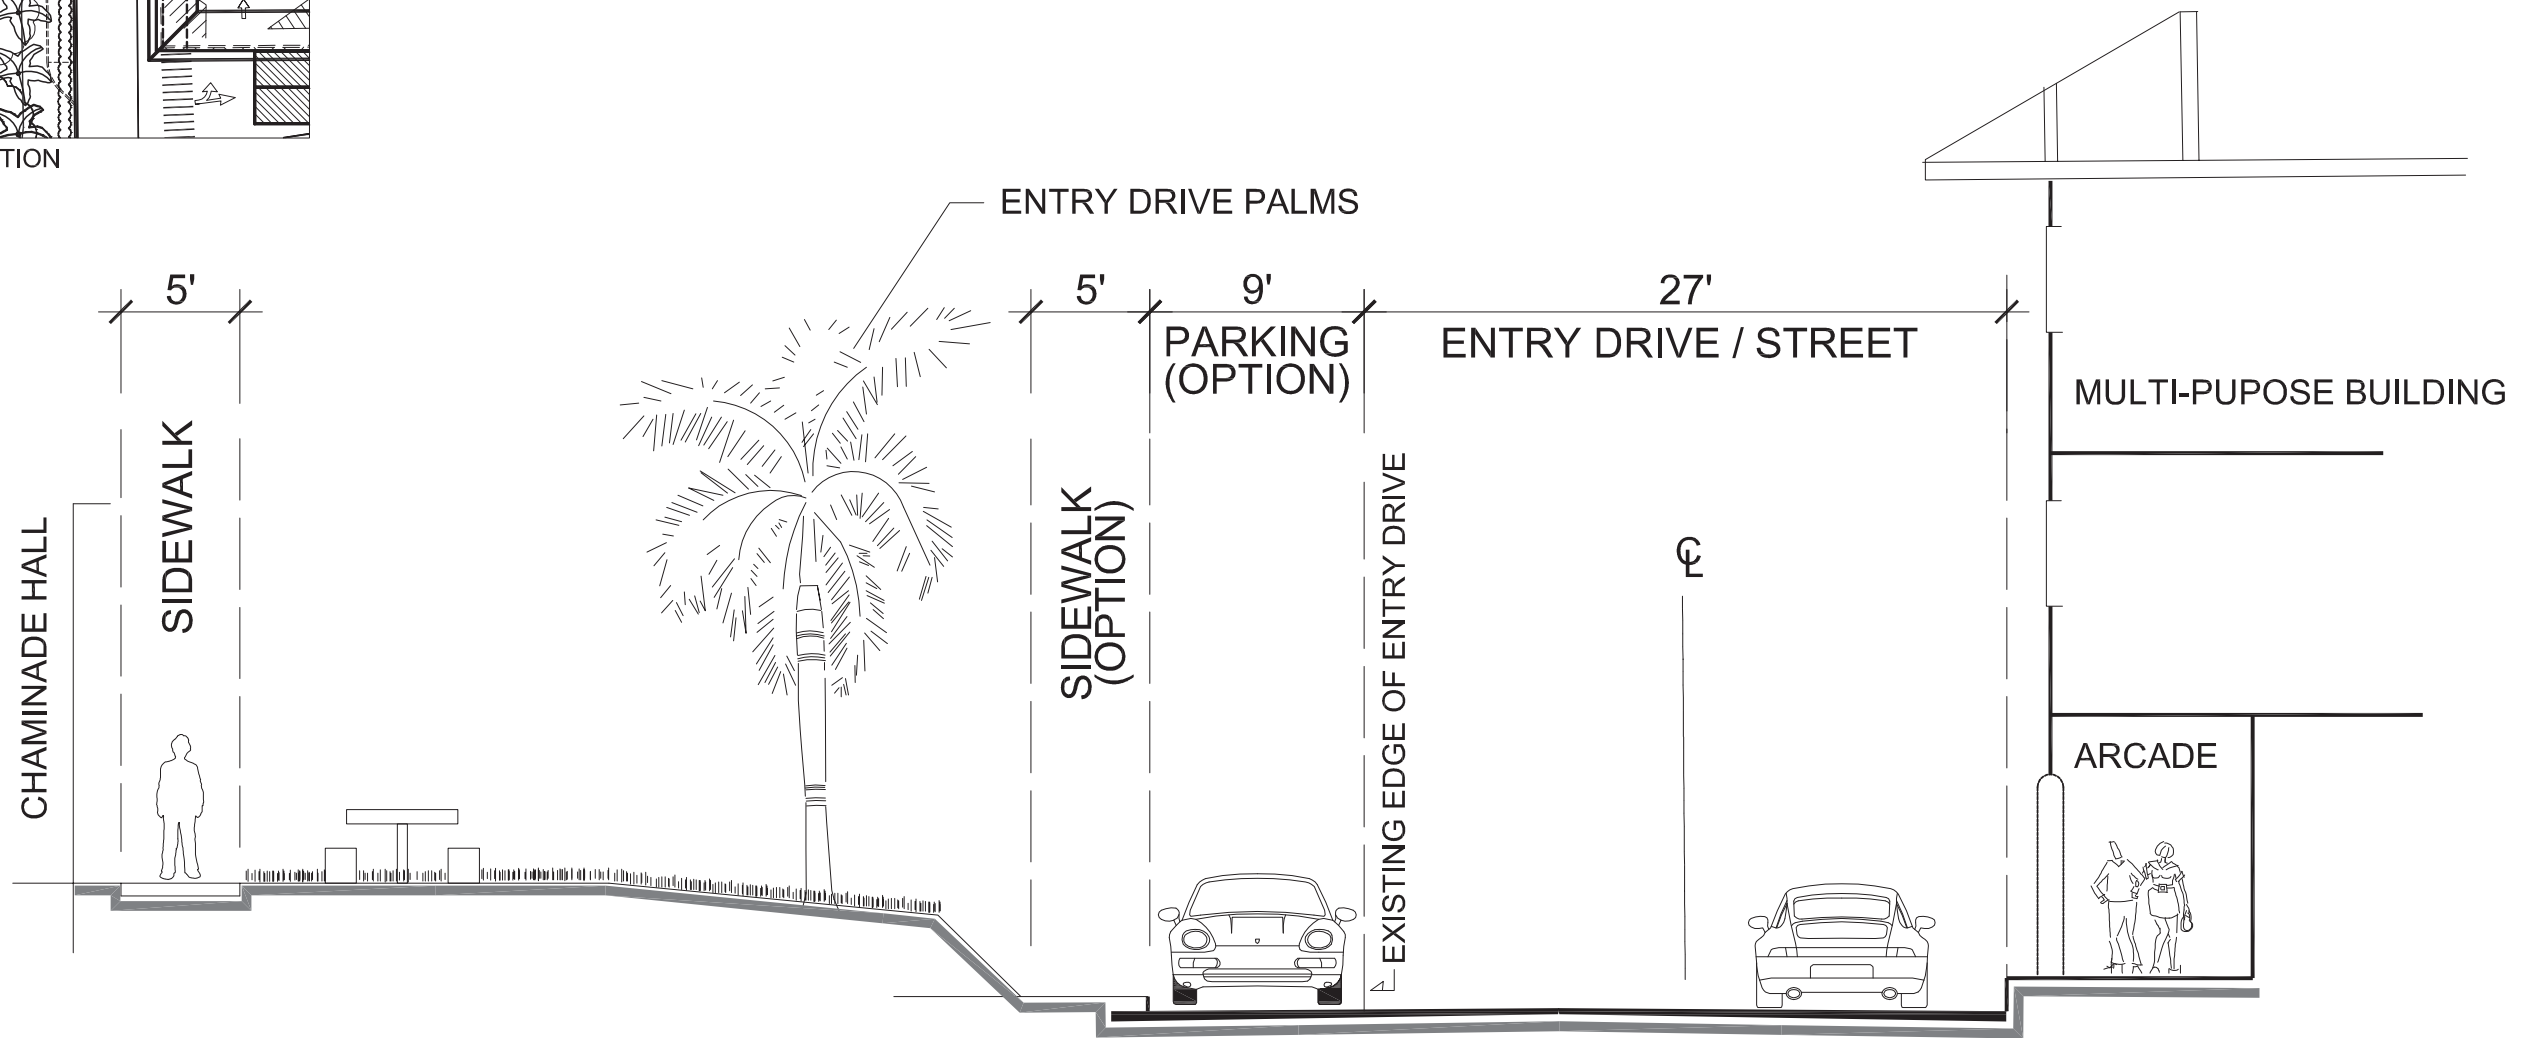 TION
ENTRY DRIVE PALMS
5'
5'
9'
27'
PARKING
(OPTION)
ENTRY DRIVE / STREET
MULTI-PUPOSE BUILDING
CHAMINADE HALL
SIDEWALK
SIDEWALK
(OPTION)
EXISTING EDGE OF ENTRY DRIVE
℄
ARCADE